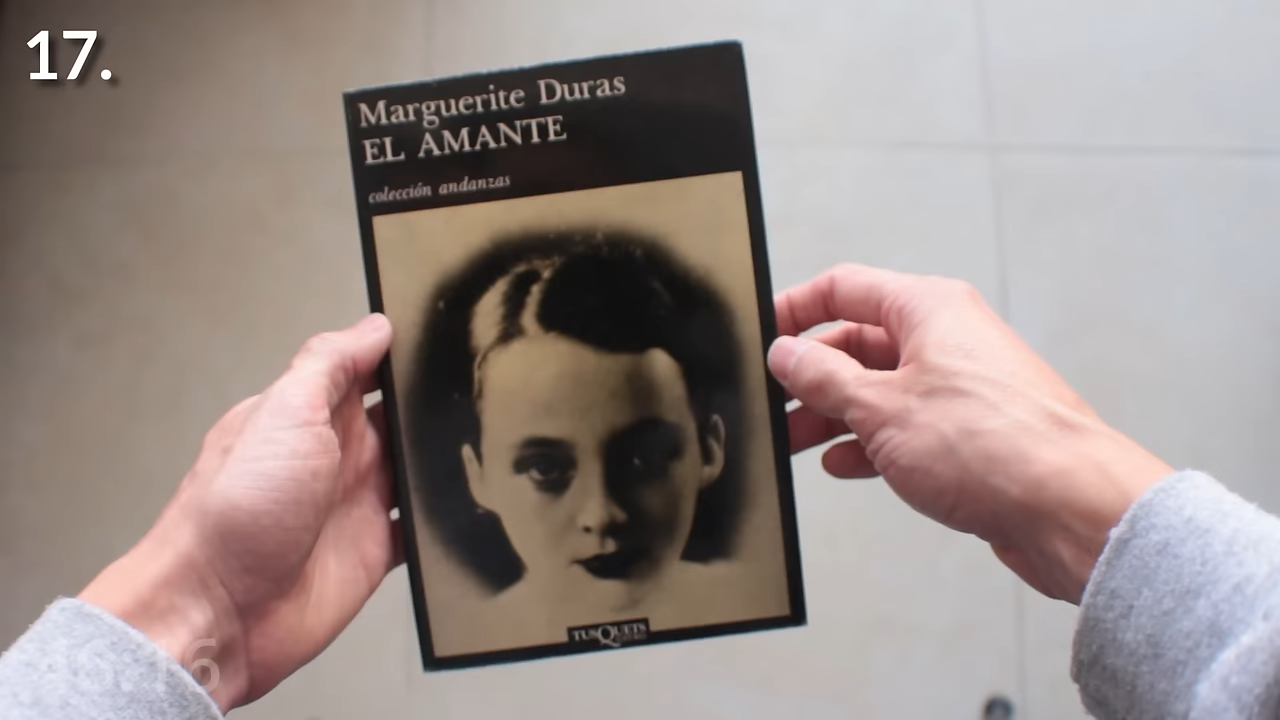 17.
Marguerite Duras
EL AMANTE
colección andanzas
TUSQUETS